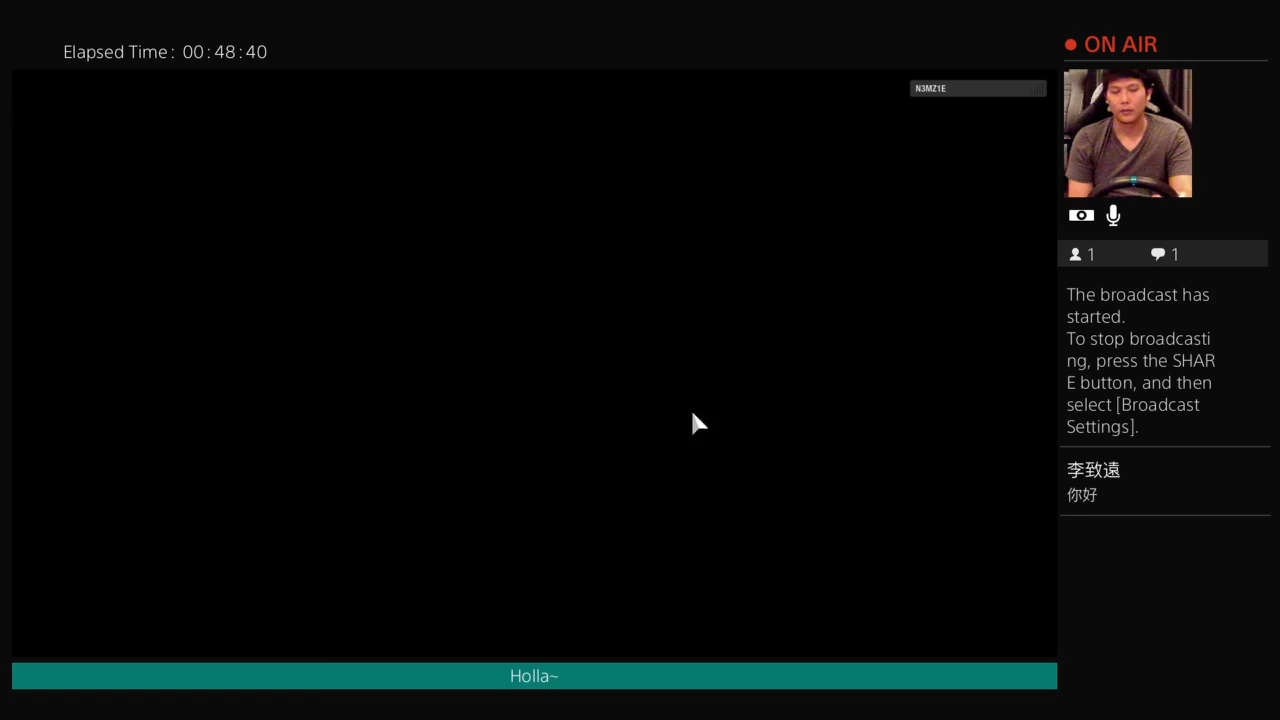 Elapsed Time: 00:48:40
ON AIR
N3MZ1E
1 1
The broadcast has
started.
To stop broadcasti
ng, press the SHAR
E button, and then
select [Broadcast
Settings].
李致遠
你好
Holla~